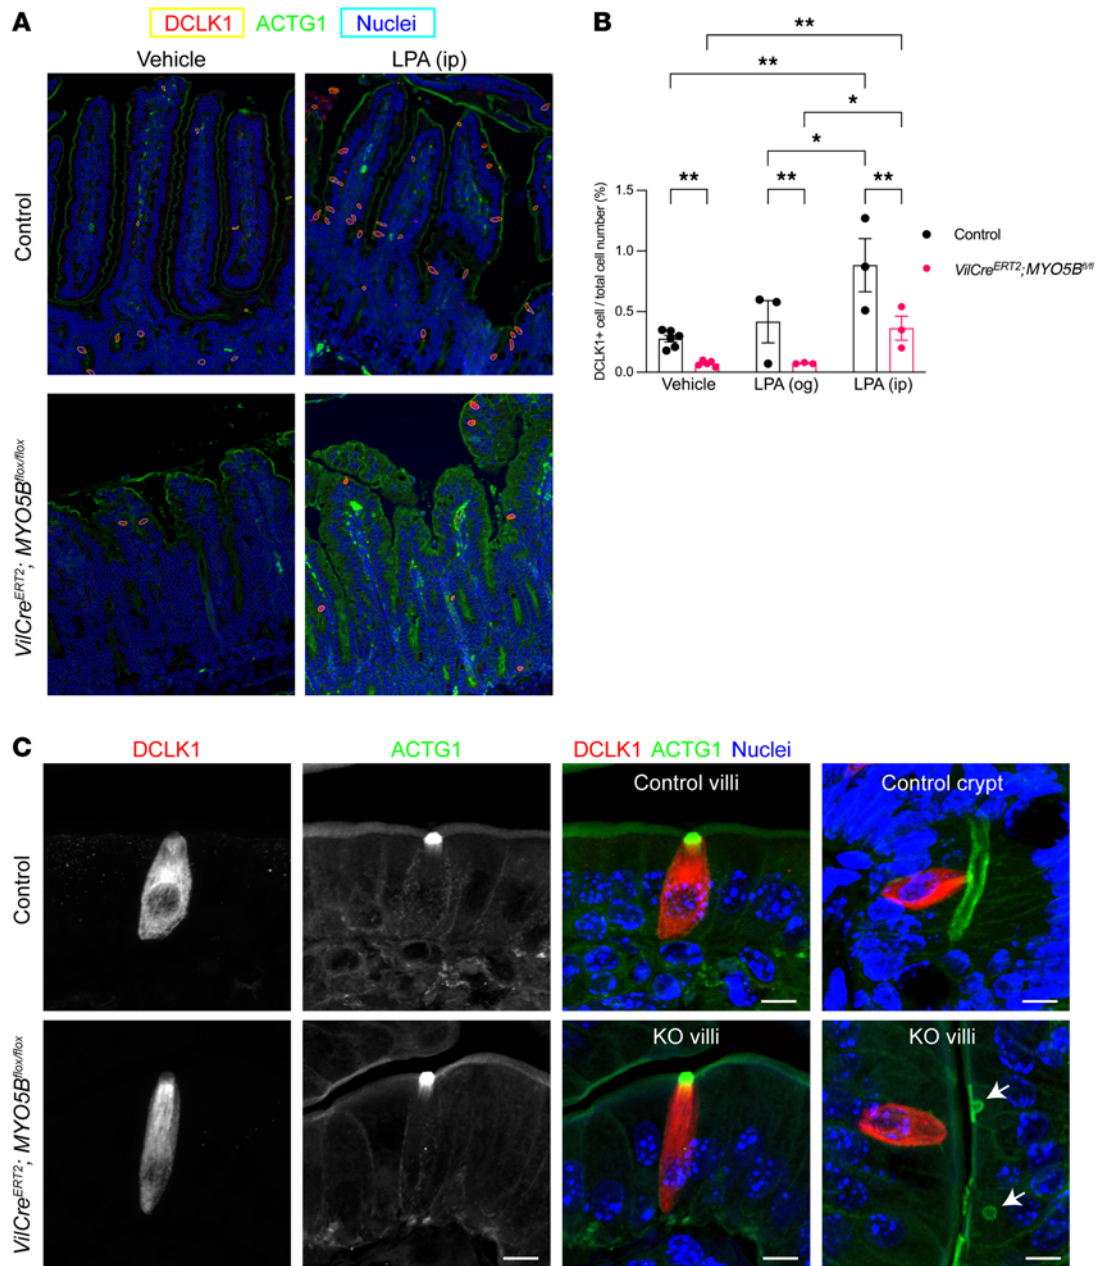 A
DCLK1 ACTG1 Nuclei
Vehicle LPA (ip)
Control
VilCreERT2; MYO5Bflox/flox
B
**
**
*
*
** ** **
DCLK1+ cell / total cell number (%)
1.5
1.0
0.5
0.0
Vehicle LPA (og) LPA (ip)
Control
VilCreERT2;MYO5Bfl/fl
C
DCLK1 ACTG1 DCLK1 ACTG1 Nuclei
Control
Control villi Control crypt
VilCreERT2; MYO5Bflox/flox
KO villi KO villi